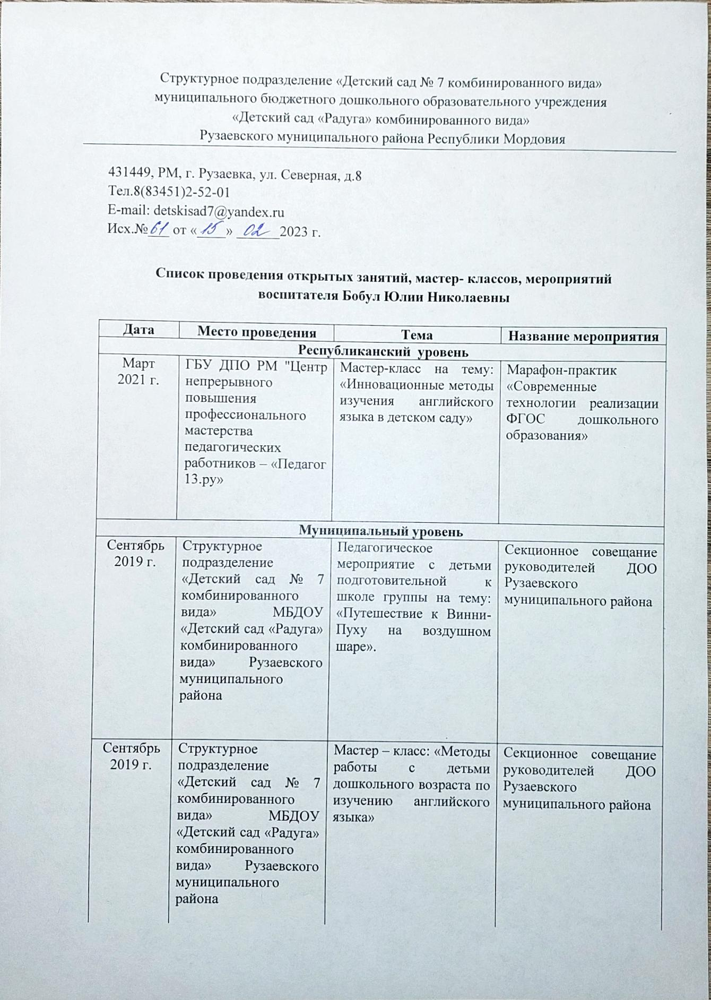 Структурное подразделение «Детский сад № 7 комбинированного вида»
муниципального бюджетного дошкольного образовательного учреждения
«Детский сад «Радуга» комбинированного вида»
Рузаевского муниципального района Республики Мордовия
431449, РМ, г. Рузаевка, ул. Северная, д.8
Тел.8(83451)2-52-01
E-mail: detskisad7@yandex.ru
Исх.№ 61 от « 15 » 02 2023 г.
Список проведения открытых занятий, мастер- классов, мероприятий
воспитателя Бобул Юлии Николаевны
Дата
Место проведения
Тема
Название мероприятия
Республиканский уровень
Март
2021 г.
ГБУ ДПО РМ "Центр
непрерывного
повышения
профессионального
мастерства
педагогических
работников – «Педагог
13.ру»
Мастер-класс на тему:
«Инновационные методы
изучения английского
языка в детском саду»
Марафон-практик
«Современные
технологии реализации
ФГОС дошкольного
образования»
Муниципальный уровень
Сентябрь
2019 г.
Структурное
подразделение
«Детский сад № 7
комбинированного
вида» МБДОУ
«Детский сад «Радуга»
комбинированного
вида» Рузаевского
муниципального
района
Педагогическое
мероприятие с детьми
подготовительной к
школе группы на тему:
«Путешествие к Винни-
Пуху на воздушном
шаре».
Секционное совещание
руководителей ДОО
Рузаевского
муниципального района
Сентябрь
2019 г.
Структурное
подразделение
«Детский сад № 7
комбинированного
вида» МБДОУ
«Детский сад «Радуга»
комбинированного
вида» Рузаевского
муниципального
района
Мастер – класс: «Методы
работы с детьми
дошкольного возраста по
изучению английского
языка»
Секционное совещание
руководителей ДОО
Рузаевского
муниципального района